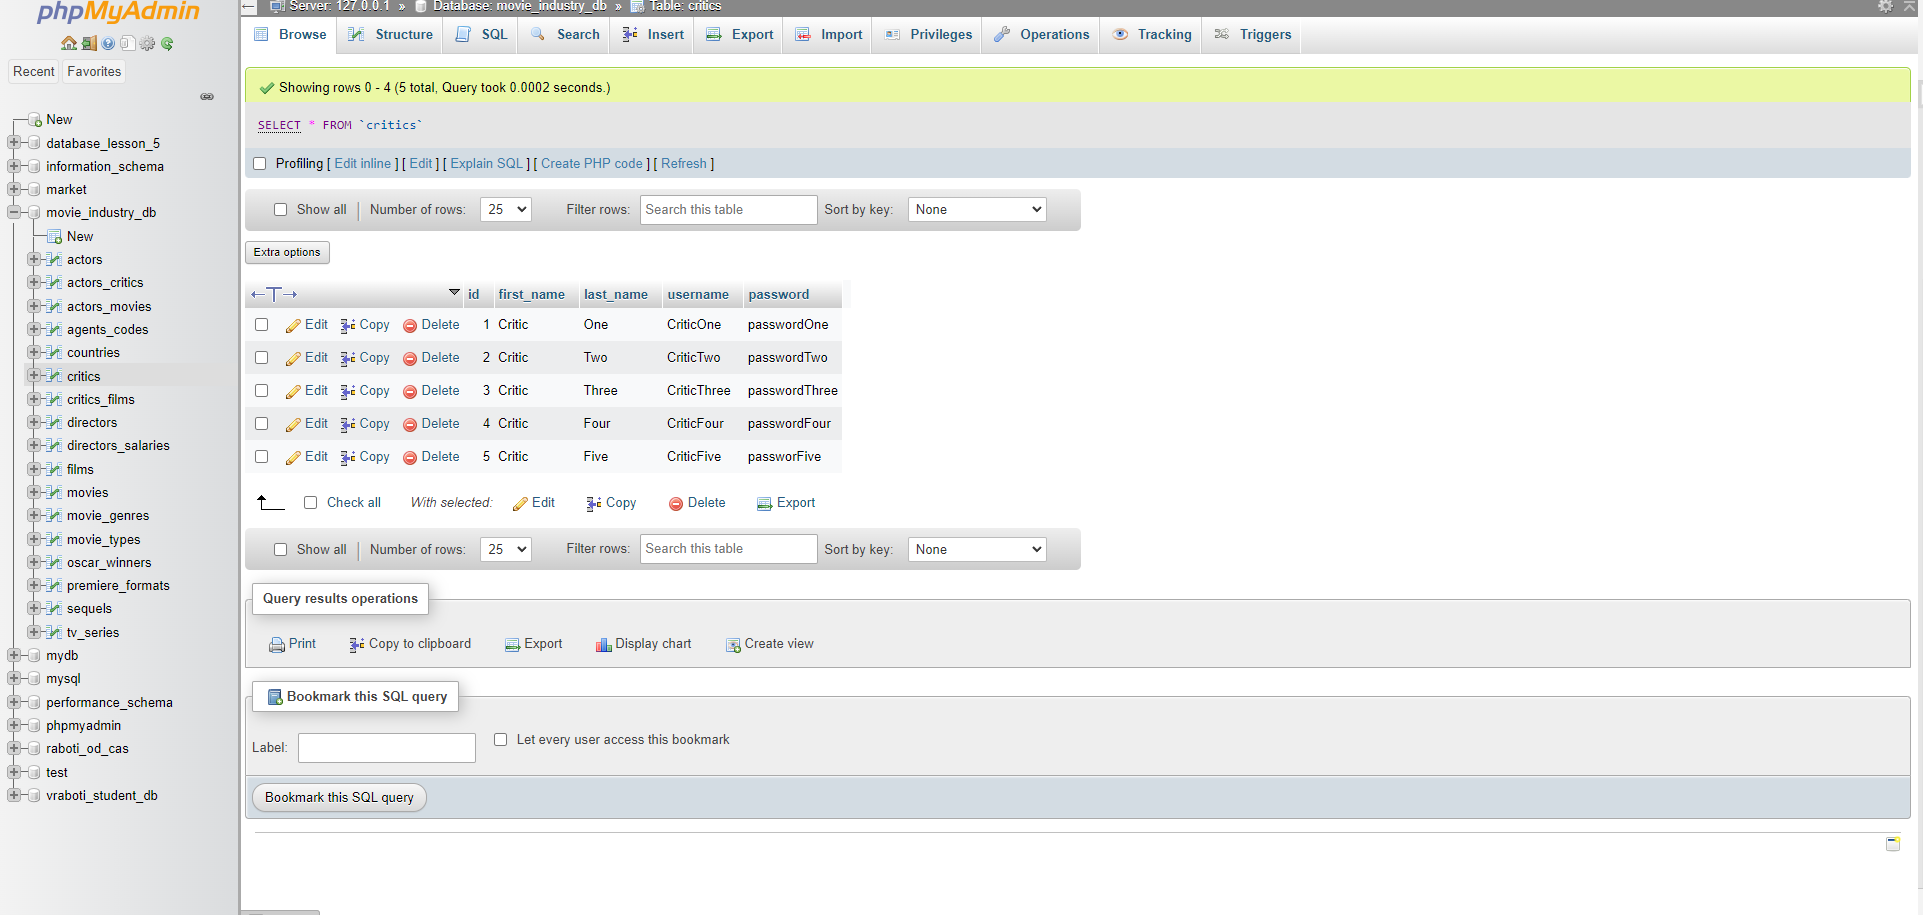 phpMyAdmin
Recent Favorites
New
database_lesson_5
information_schema
market
movie_industry_db
New
actors
actors_critics
actors_movies
agents_codes
countries
critics
critics_films
directors
directors_salaries
films
movies
movie_genres
movie_types
oscar_winners
premiere_formats
sequels
tv_series
mydb
mysql
performance_schema
phpmyadmin
raboti_od_cas
test
vraboti_student_db
Server: 127.0.0.1 » Database: movie_industry_db » Table: critics
Browse Structure SQL Search Insert Export Import Privileges Operations Tracking Triggers
Showing rows 0 - 4 (5 total, Query took 0.0002 seconds.)
SELECT * FROM `critics`
Profiling [ Edit inline ] [ Edit ] [ Explain SQL ] [ Create PHP code ] [ Refresh ]
Show all Number of rows: 25 Filter rows: Search this table Sort by key: None
Extra options
id first_name last_name username password
Edit Copy Delete 1 Critic One CriticOne passwordOne
Edit Copy Delete 2 Critic Two CriticTwo passwordTwo
Edit Copy Delete 3 Critic Three CriticThree passwordThree
Edit Copy Delete 4 Critic Four CriticFour passwordFour
Edit Copy Delete 5 Critic Five CriticFive passworFive
Check all With selected: Edit Copy Delete Export
Show all Number of rows: 25 Filter rows: Search this table Sort by key: None
Query results operations
Print Copy to clipboard Export Display chart Create view
Bookmark this SQL query
Label: Let every user access this bookmark
Bookmark this SQL query